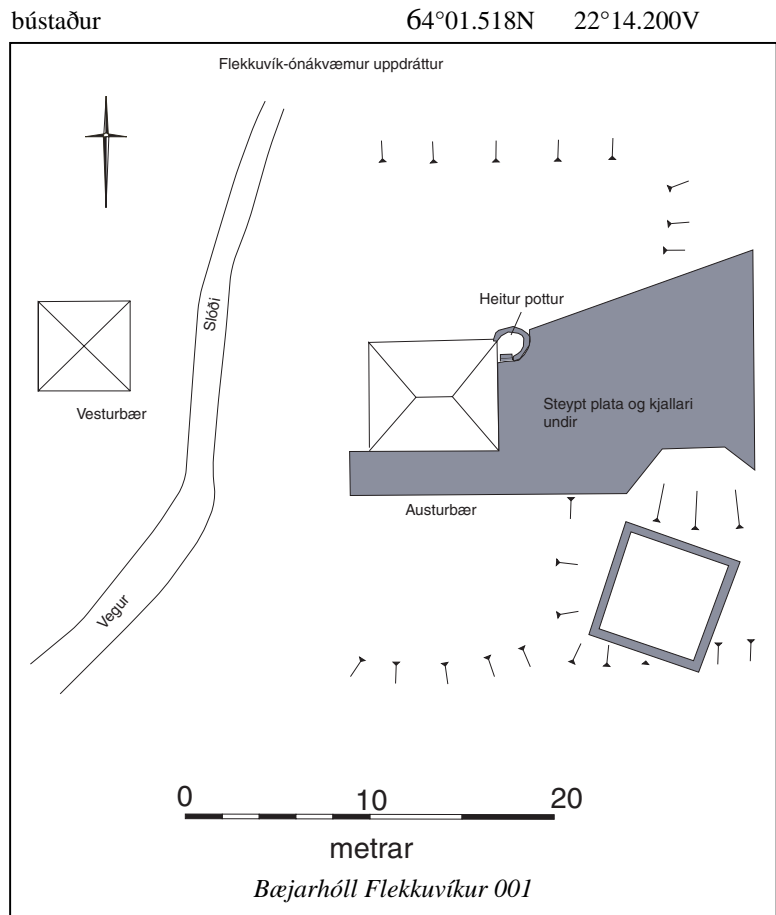 bústaður 64°01.518N 22°14.200V
Flekkuvík-ónákvæmur uppdráttur
Slóði
Heitur pottur
Vesturbær
Steypt plata og kjallari
undir
Austurbær
Vegur
0 10 20
metrar
Bæjarhóll Flekkuvíkur 001